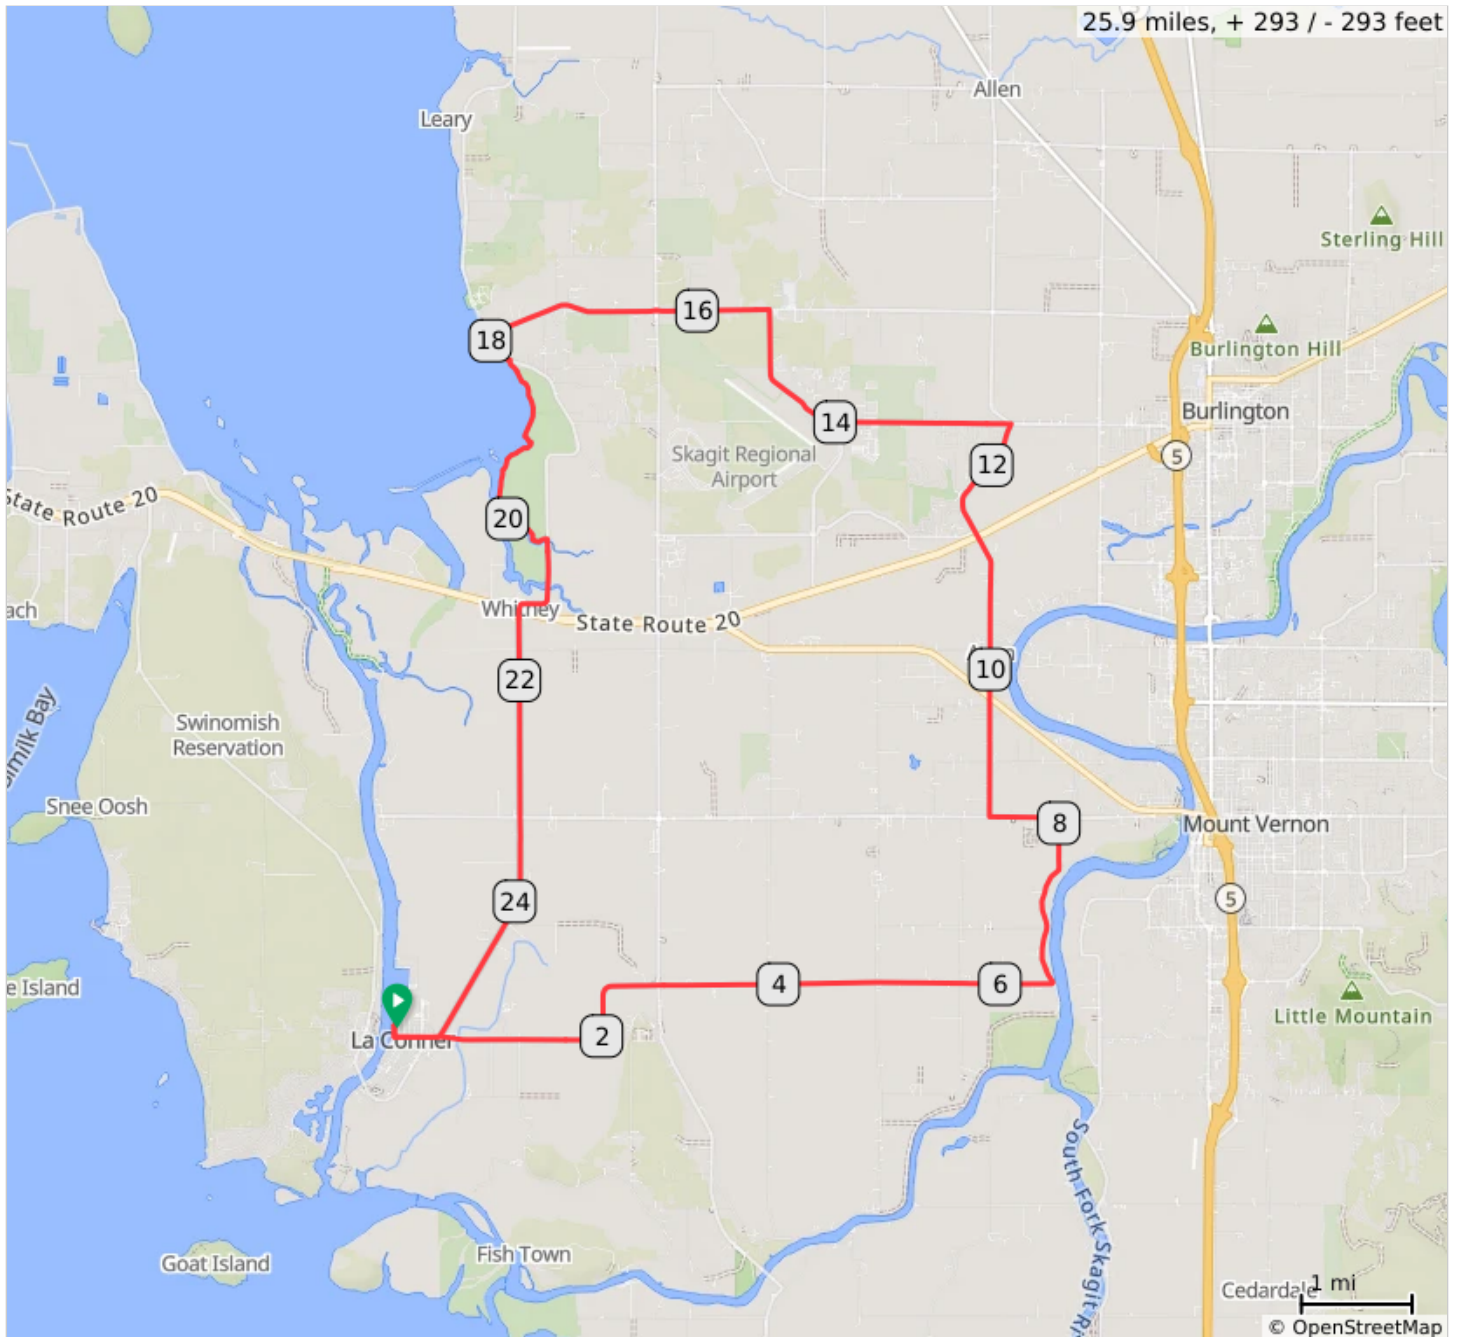 25.9 miles, + 293 / - 293 feet
Allen
Leary
Sterling Hill
16
18
Burlington Hill
Burlington
14
Skagit Regional
Airport
12
5
State Route 20
20
Whitney
State Route 20
ach
10
22
Swinomish
Reservation
Snee Oosh
8
Mount Vernon
24
5
e Island
4
6
Little Mountain
2
La Conner
South Fork Skagit Ri
Fish Town
Goat Island
Cedardale
1 mi
© OpenStreetMap